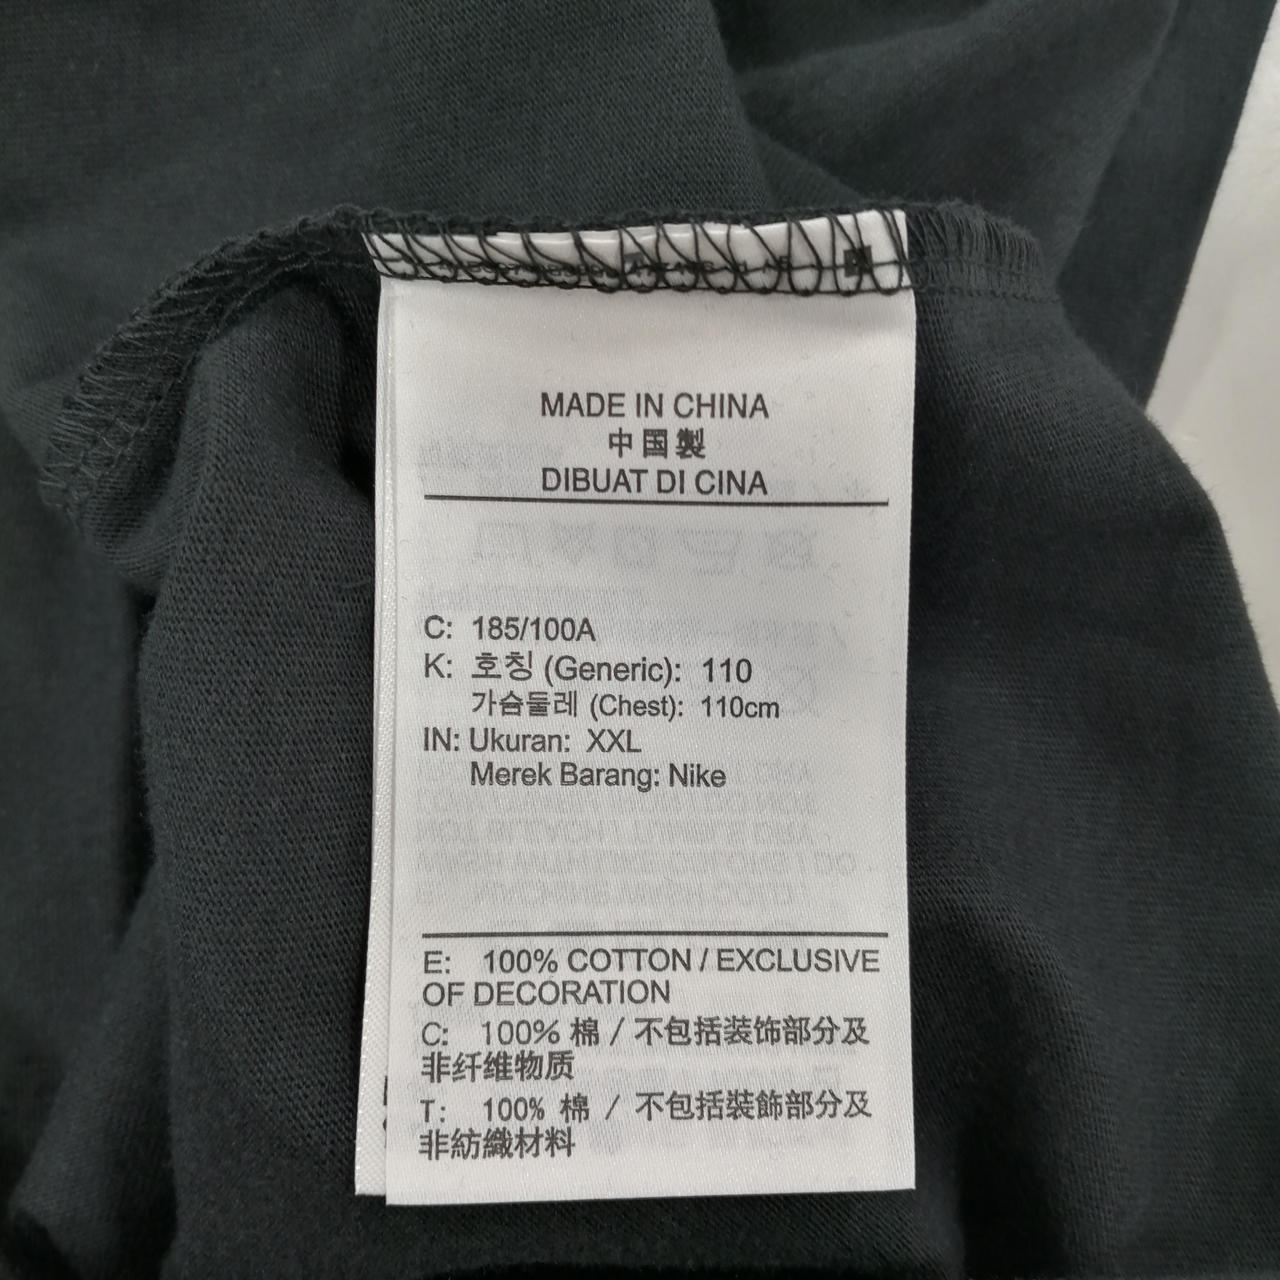 MADE IN CHINA
中国製
DIBUAT DI CINA
C: 185/100A
K: 호칭 (Generic): 110
가슴둘레 (Chest): 110cm
IN: Ukuran: XXL
Merek Barang: Nike
E: 100% COTTON / EXCLUSIVE
OF DECORATION
C: 100% 棉 / 不包括装饰部分及
非纤维物质
T: 100% 棉 / 不包括裝飾部分及
非紡織材料